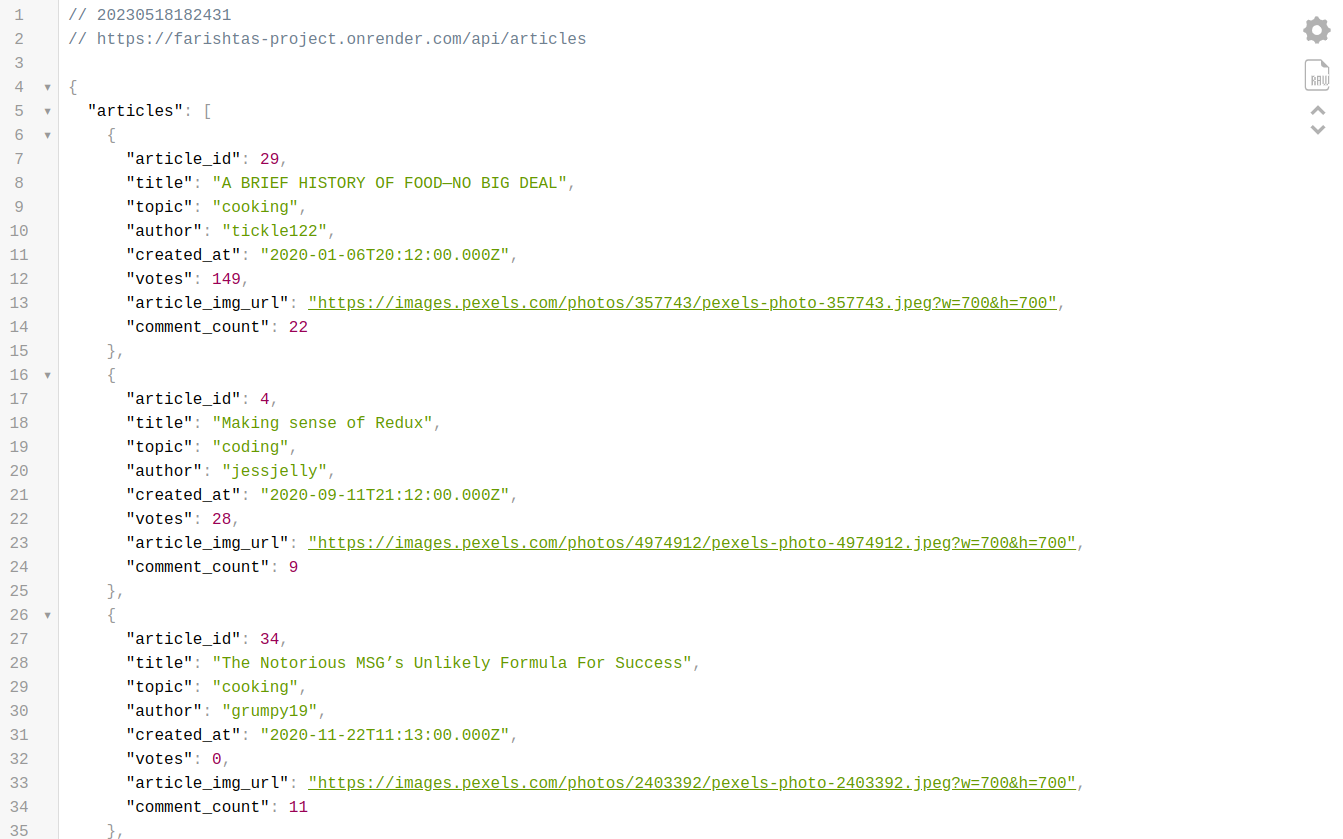 1 // 20230518182431
2 // https://farishtas-project.onrender.com/api/articles
3
4 {
5 "articles": [
6 {
7 "article_id": 29,
8 "title": "A BRIEF HISTORY OF FOOD—NO BIG DEAL",
9 "topic": "cooking",
10 "author": "tickle122",
11 "created_at": "2020-01-06T20:12:00.000Z",
12 "votes": 149,
13 "article_img_url": "https://images.pexels.com/photos/357743/pexels-photo-357743.jpeg?w=700&h=700",
14 "comment_count": 22
15 },
16 {
17 "article_id": 4,
18 "title": "Making sense of Redux",
19 "topic": "coding",
20 "author": "jessjelly",
21 "created_at": "2020-09-11T21:12:00.000Z",
22 "votes": 28,
23 "article_img_url": "https://images.pexels.com/photos/4974912/pexels-photo-4974912.jpeg?w=700&h=700",
24 "comment_count": 9
25 },
26 {
27 "article_id": 34,
28 "title": "The Notorious MSG’s Unlikely Formula For Success",
29 "topic": "cooking",
30 "author": "grumpy19",
31 "created_at": "2020-11-22T11:13:00.000Z",
32 "votes": 0,
33 "article_img_url": "https://images.pexels.com/photos/2403392/pexels-photo-2403392.jpeg?w=700&h=700",
34 "comment_count": 11
35 },
RAW